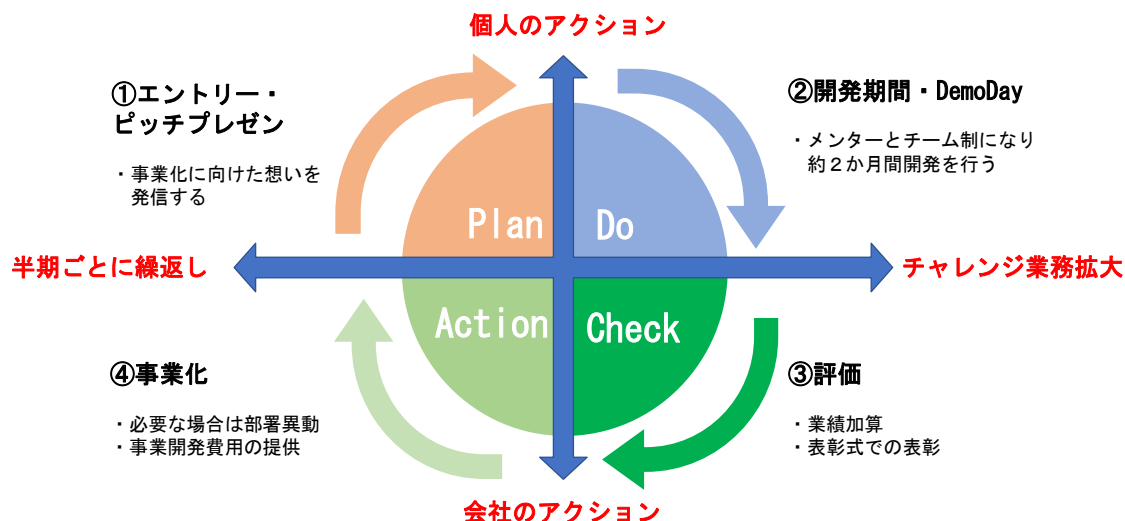 個人のアクション
①エントリー・
ピッチプレゼン
・事業化に向けた想いを
発信する
②開発期間・DemoDay
・メンターとチーム制になり
約２か月間開発を行う
Plan
Do
半期ごとに繰返し
チャレンジ業務拡大
Action
Check
④事業化
・必要な場合は部署異動
・事業開発費用の提供
③評価
・業績加算
・表彰式での表彰
会社のアクション